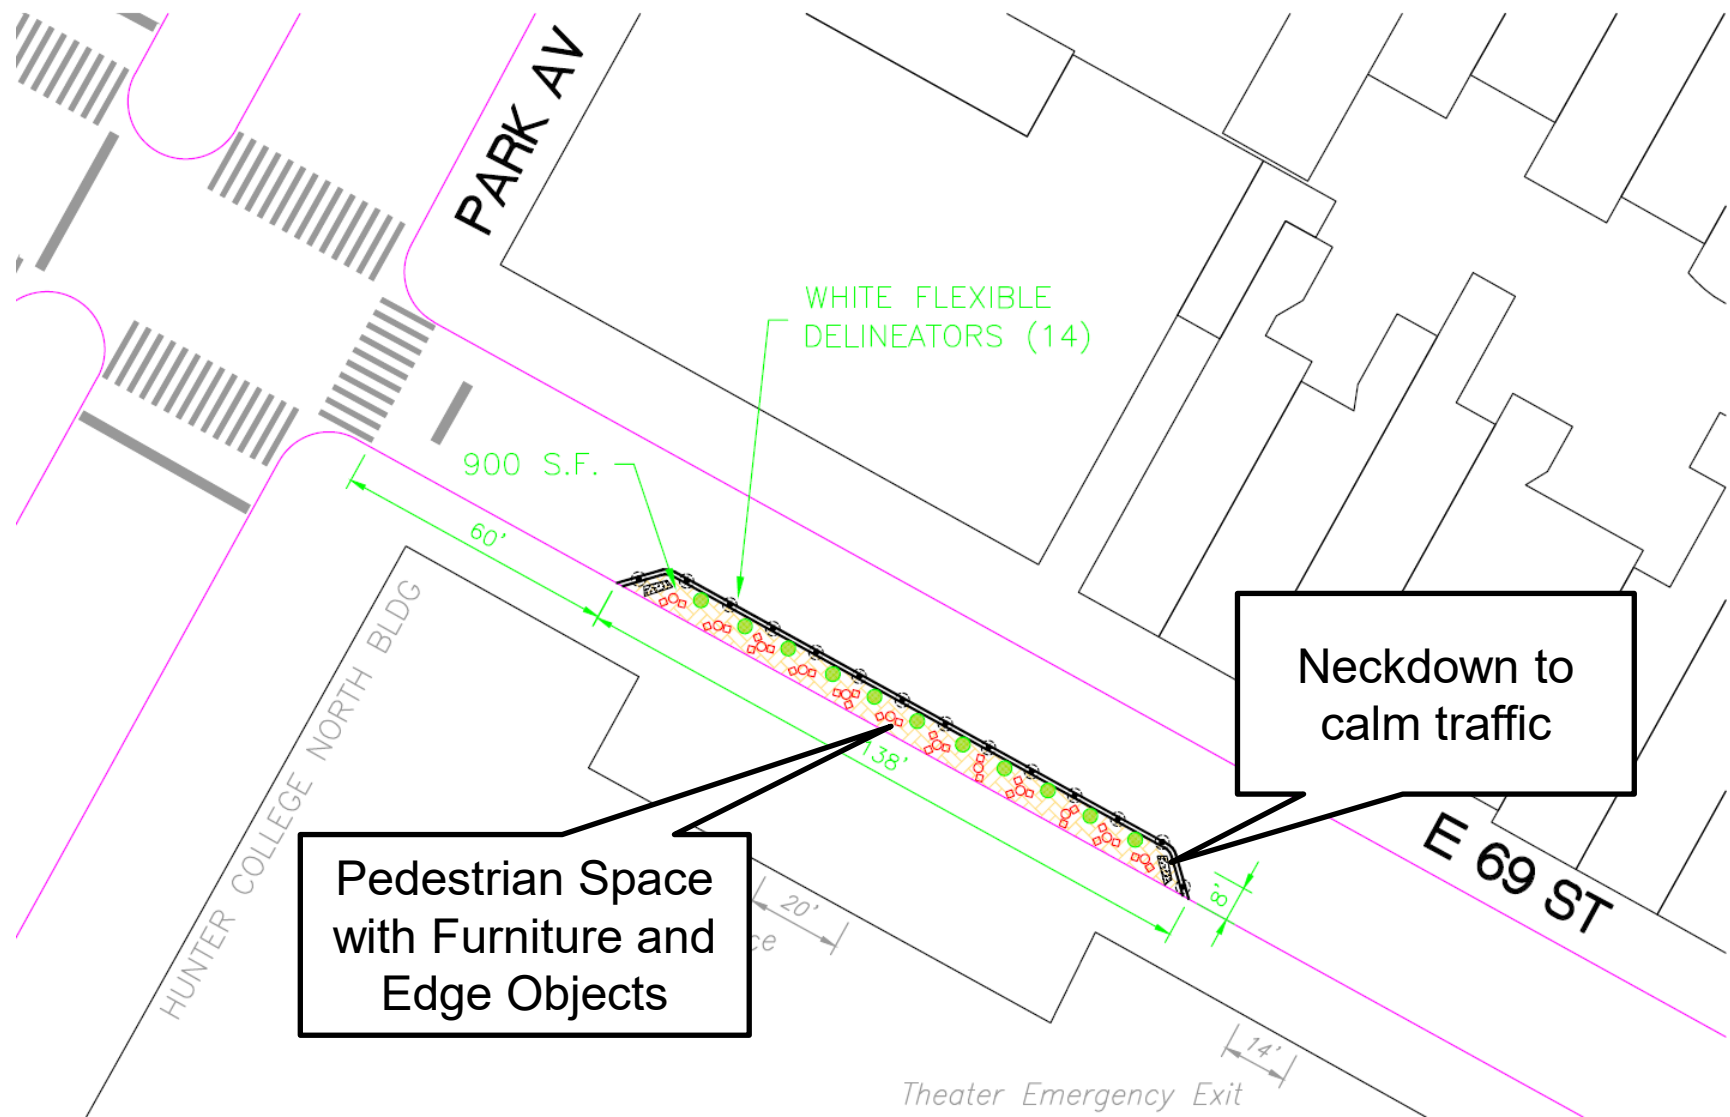 PARK AV
WHITE FLEXIBLE
DELINEATORS (14)
900 S.F.
60'
138'
8'
HUNTER COLLEGE NORTH BLDG
Neckdown to
calm traffic
E 69 ST
Pedestrian Space
with Furniture and
Edge Objects
20'
14'
Theater Emergency Exit